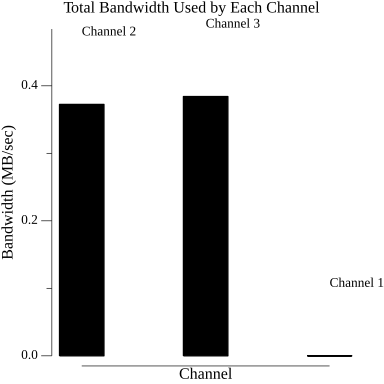 Total Bandwidth Used by Each Channel
Channel 2
Channel 3
0.4
0.2
Bandwidth (MB/sec)
Channel 1
0.0
Channel